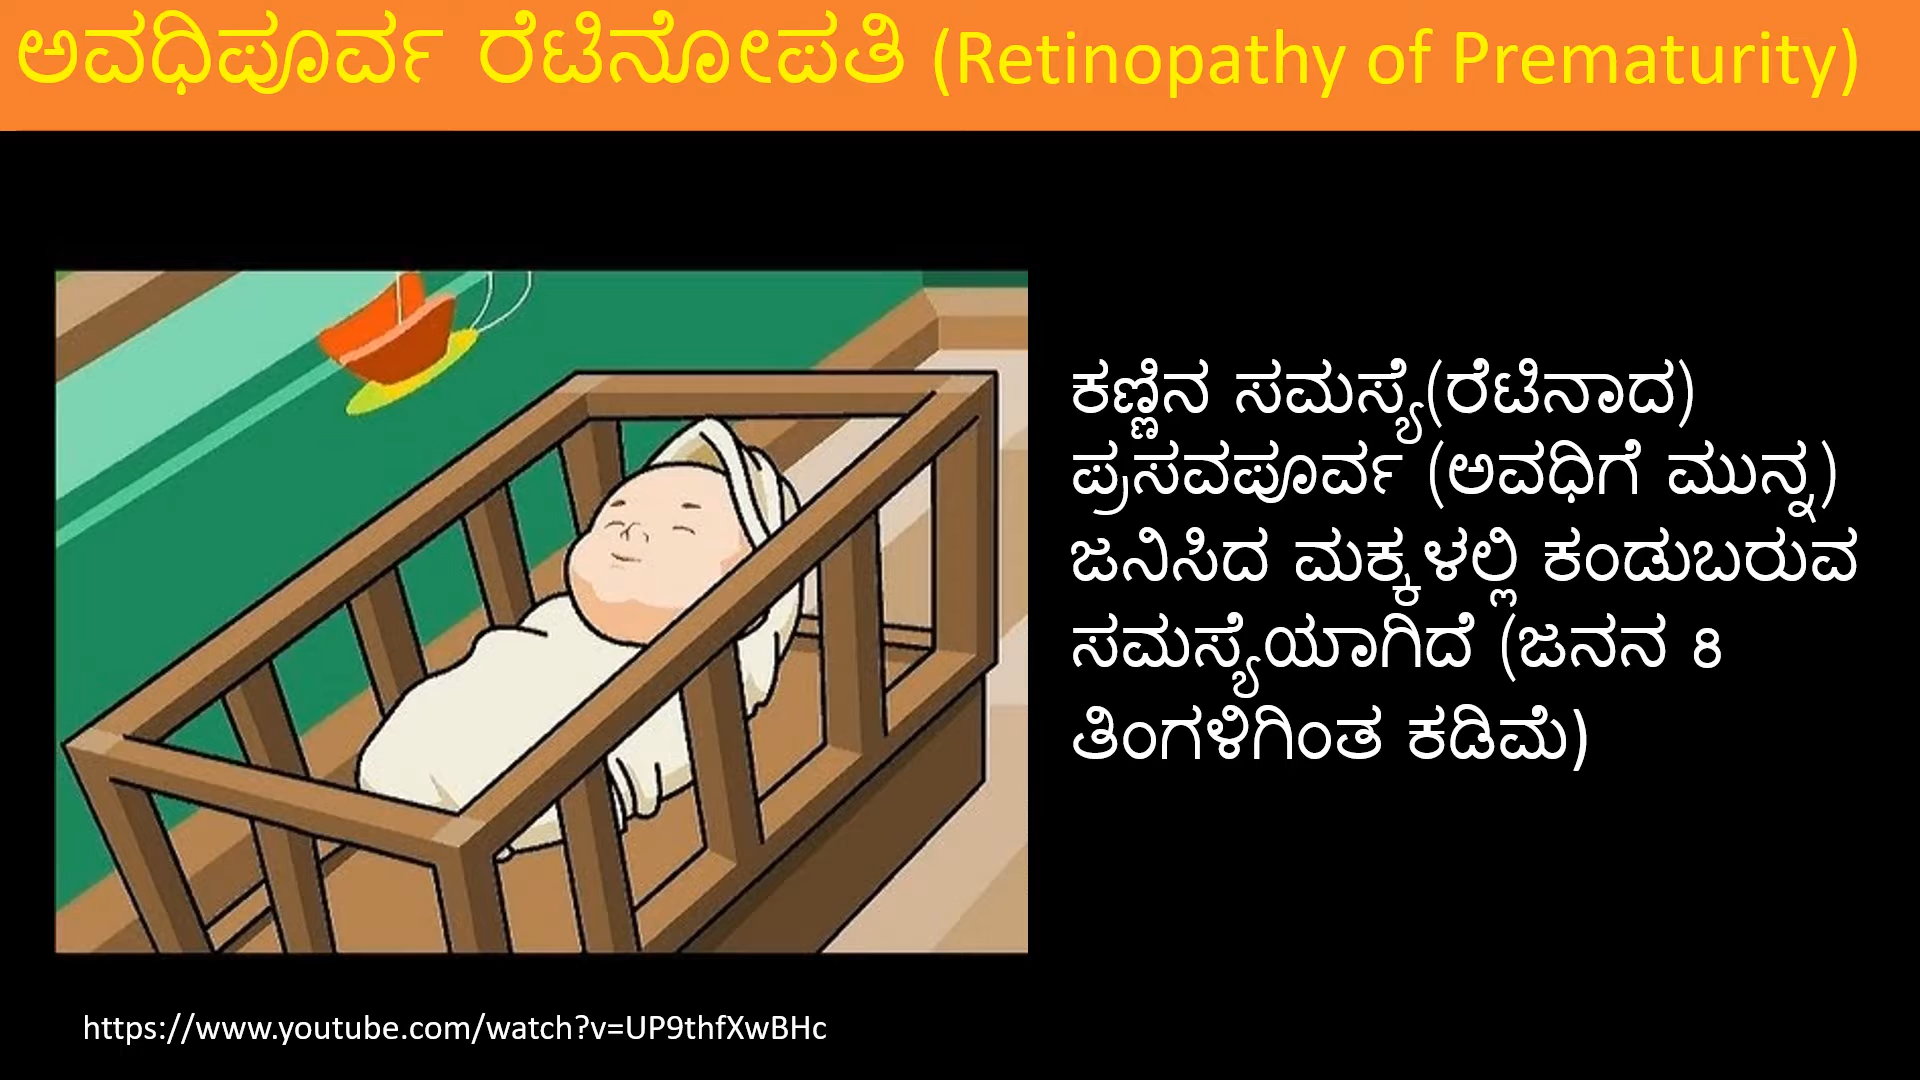 ಅವಧಿಪೂರ್ವ ರೆಟಿನೋಪತಿ (Retinopathy of Prematurity)
ಕಣ್ಣಿನ ಸಮಸ್ಯೆ(ರೆಟಿನಾದ)
ಪ್ರಸವಪೂರ್ವ (ಅವಧಿಗೆ ಮುನ್ನ)
ಜನಿಸಿದ ಮಕ್ಕಳಲ್ಲಿ ಕಂಡುಬರುವ
ಸಮಸ್ಯೆಯಾಗಿದೆ (ಜನನ 8
ತಿಂಗಳಿಗಿಂತ ಕಡಿಮೆ)
https://www.youtube.com/watch?v=UP9thfXwBHc